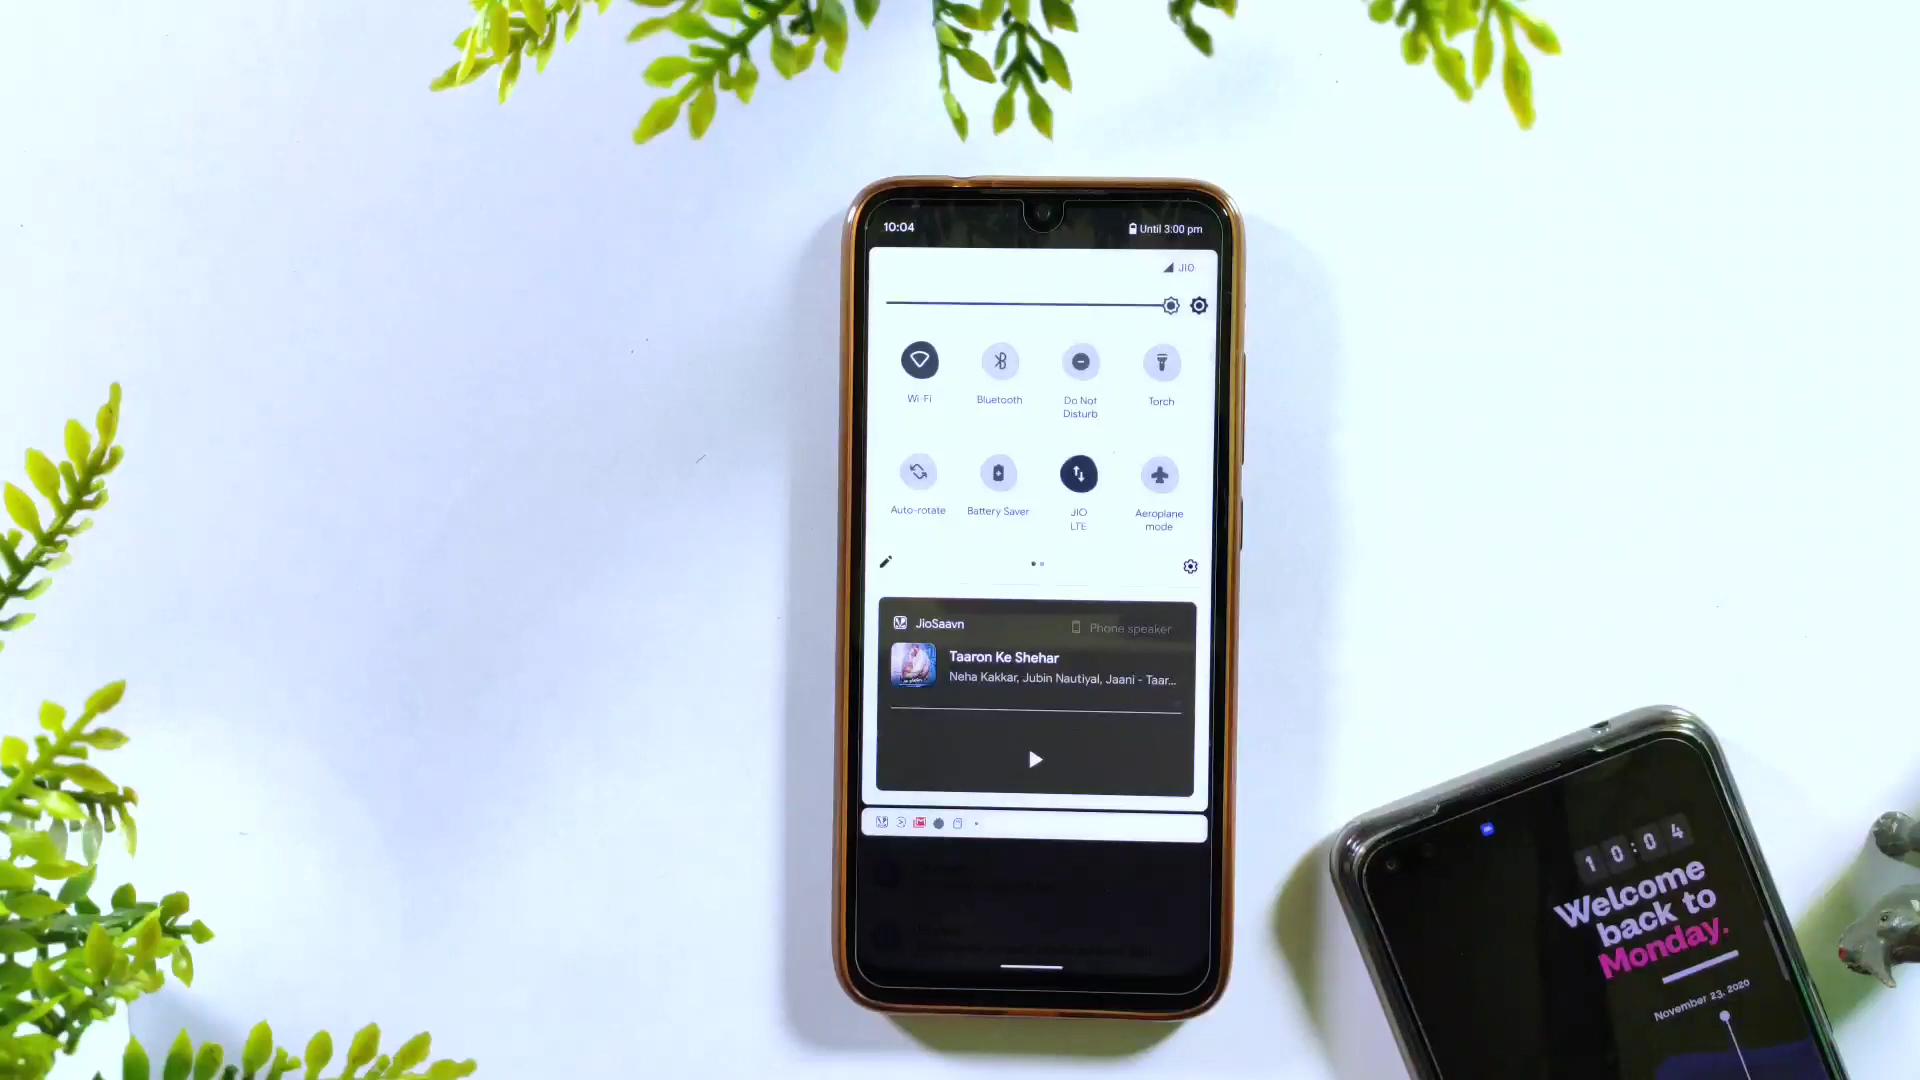 10:04
Until 3:00 pm
JIO
Wi-Fi
Bluetooth
Do Not
Disturb
Torch
Auto-rotate
Battery Saver
JIO
LTE
Aeroplane
mode
JioSaavn
Phone speaker
Taaron Ke Shehar
Neha Kakkar, Jubin Nautiyal, Jaani - Taar...
10:04
Welcome
back to
Monday.
November 23, 2020